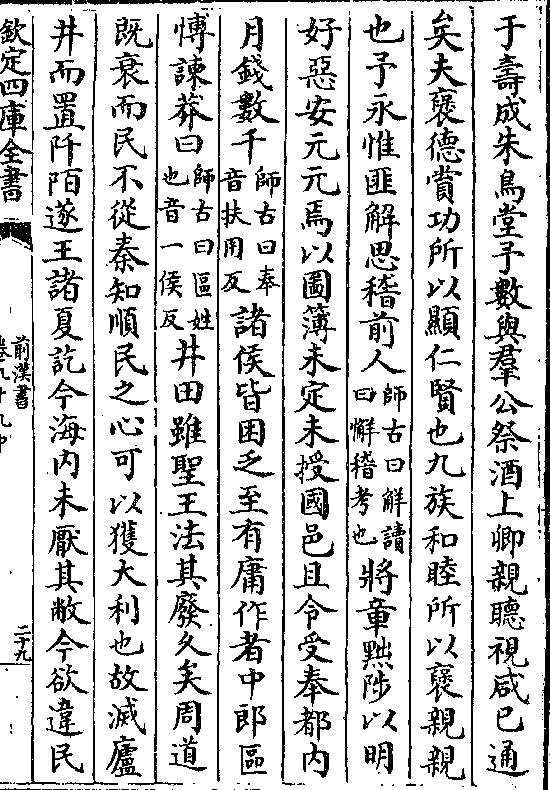 于壽成朱鳥堂予數與羣公祭酒上卿親聽視咸已通
矣夫褒德賞功所以顯仁賢也九族和睦所以褒親親
也予永惟匪解思稽前人師古曰解讀曰懈稽考也將章黜陟以明
好惡安元元焉以圖簿未定未授國邑且令受奉都內
月錢數千師古曰奉音扶用反諸侯皆困乏至有庸作者中郎區
愽諫莽曰師古曰區姓也音一侯反井田雖聖王法其廢久矣周道
既衰而民不從秦知順民之心可以獲大利也故滅廬
井而置阡陌遂王諸夏訖今海內未厭其敝今欲違民
欽定四庫全書
前漢書
卷九十九中
二十九